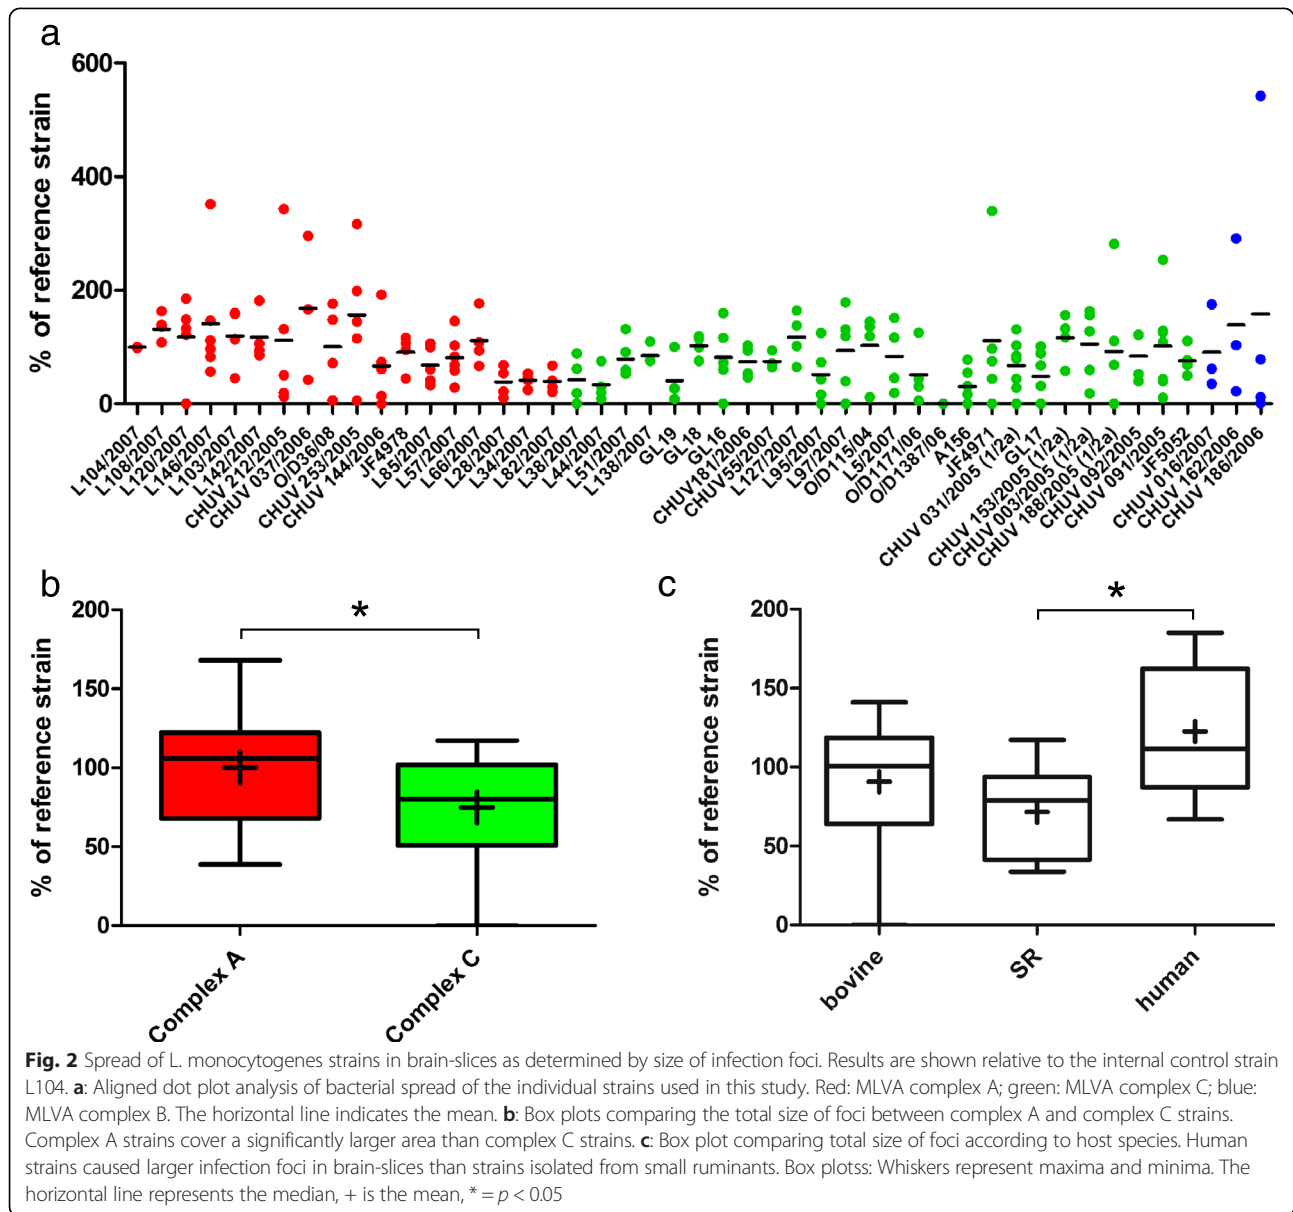 a
% of reference strain
600
400
200
0
L104/2007
L108/2007
L120/2007
L146/2007
L103/2007
L142/2007
CHUV 212/2005
CHUV 037/2006
O/D36/08
CHUV 253/2005
CHUV 144/2006
JF4978
L85/2007
L57/2007
L66/2007
L28/2007
L34/2007
L82/2007
L38/2007
L44/2007
L51/2007
L138/2007
GL19
GL18
GL16
CHUV181/2006
CHUV55/2007
L127/2007
L95/2007
L97/2007
O/D115/04
L5/2007
O/D117/06
O/D1387/06
A156
JF4971
CHUV 031/2005 (1/2a)
GL17
CHUV 153/2005 (1/2a)
CHUV 003/2005 (1/2a)
CHUV 188/2005 (1/2a)
CHUV 092/2005
CHUV 091/2005
JF5052
CHUV 016/2007
CHUV 162/2006
CHUV 186/2006
b
% of reference strain
200
150
100
50
0
*
Complex A
Complex C
c
% of reference strain
200
150
100
50
0
*
bovine
SR
human
Fig. 2 Spread of L. monocytogenes strains in brain-slices as determined by size of infection foci. Results are shown relative to the internal control strain
L104. a: Aligned dot plot analysis of bacterial spread of the individual strains used in this study. Red: MLVA complex A; green: MLVA complex C; blue:
MLVA complex B. The horizontal line indicates the mean. b: Box plots comparing the total size of foci between complex A and complex C strains.
Complex A strains cover a significantly larger area than complex C strains. c: Box plot comparing total size of foci according to host species. Human
strains caused larger infection foci in brain-slices than strains isolated from small ruminants. Box plotss: Whiskers represent maxima and minima. The
horizontal line represents the median, + is the mean, * = p < 0.05